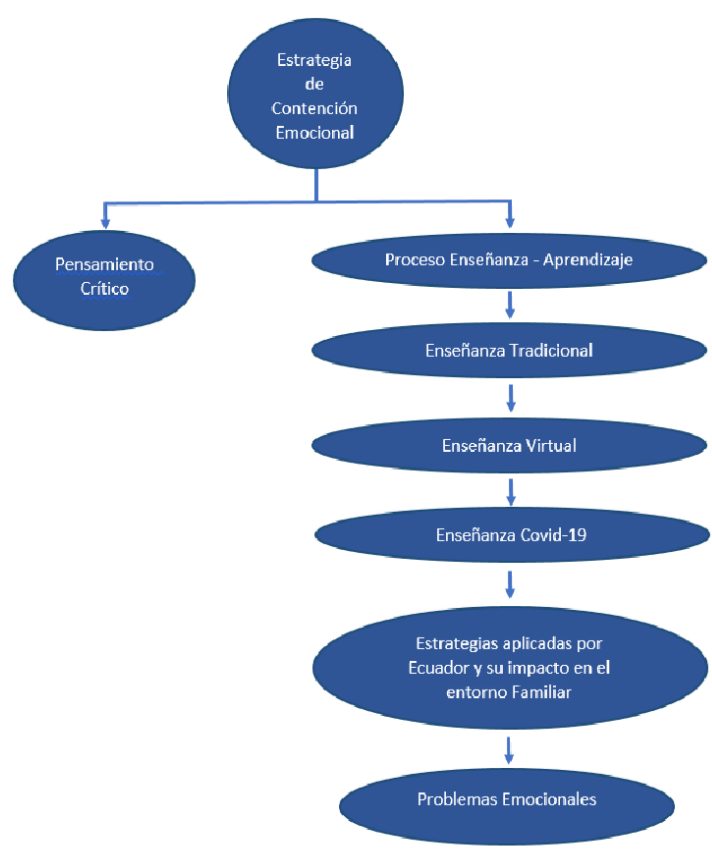 Estrategia
de
Contención
Emocional
Pensamiento
Crítico
Proceso Enseñanza - Aprendizaje
Enseñanza Tradicional
Enseñanza Virtual
Enseñanza Covid-19
Estrategias aplicadas por
Ecuador y su impacto en el
entorno Familiar
Problemas Emocionales